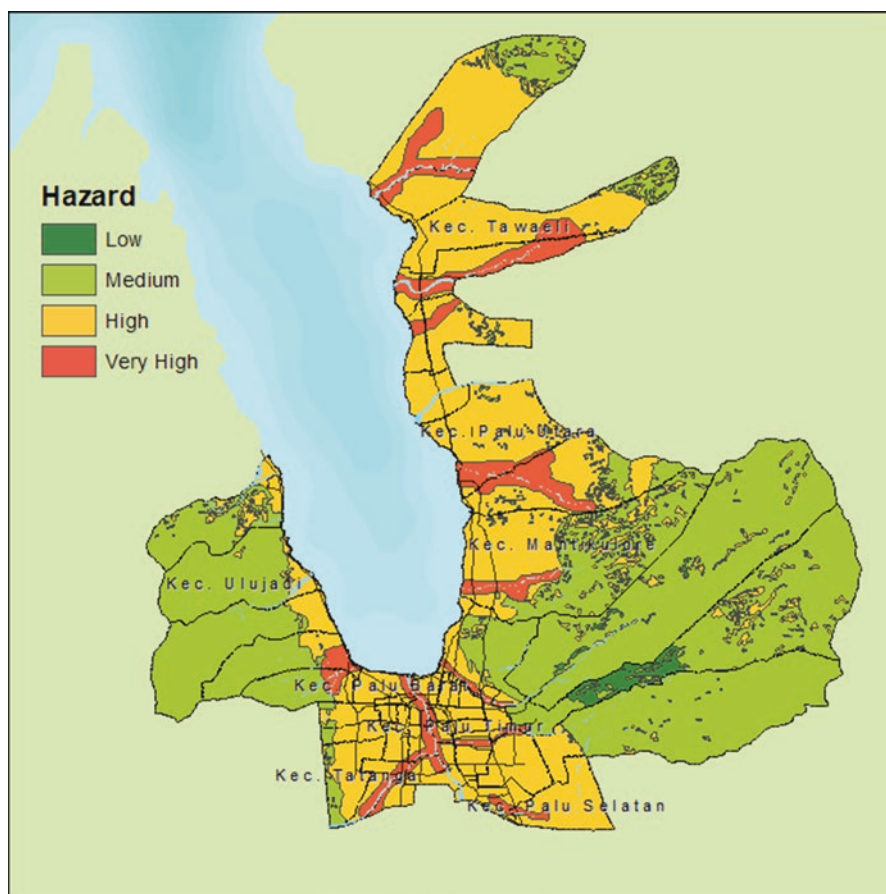 Hazard
Low
Medium
High
Very High
Kec. Tawaeli
Kec. Palu Utara
Kec. Mantikulore
Kec. Ulujadi
Kec. Palu Barat
Kec. Palu Timur
Kec. Tatanga
Kec. Palu Selatan